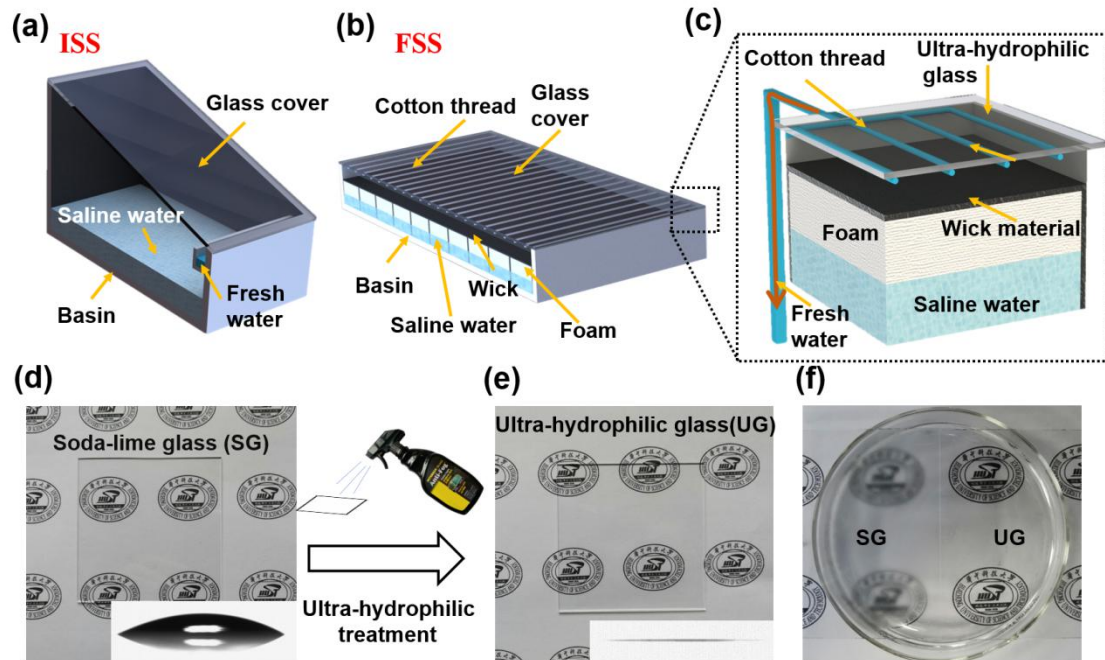 (a)
ISS
Glass cover
Saline water
Basin
Fresh
water
(b)
FSS
Cotton thread
Glass
cover
Basin
Wick
Saline water
Foam
(c)
Cotton thread
Ultra-hydrophilic
glass
Foam
Wick material
Saline water
Fresh
water
(d)
Soda-lime glass (SG)
Ultra-hydrophilic
treatment
(e)
Ultra-hydrophilic glass(UG)
(f)
SG
UG